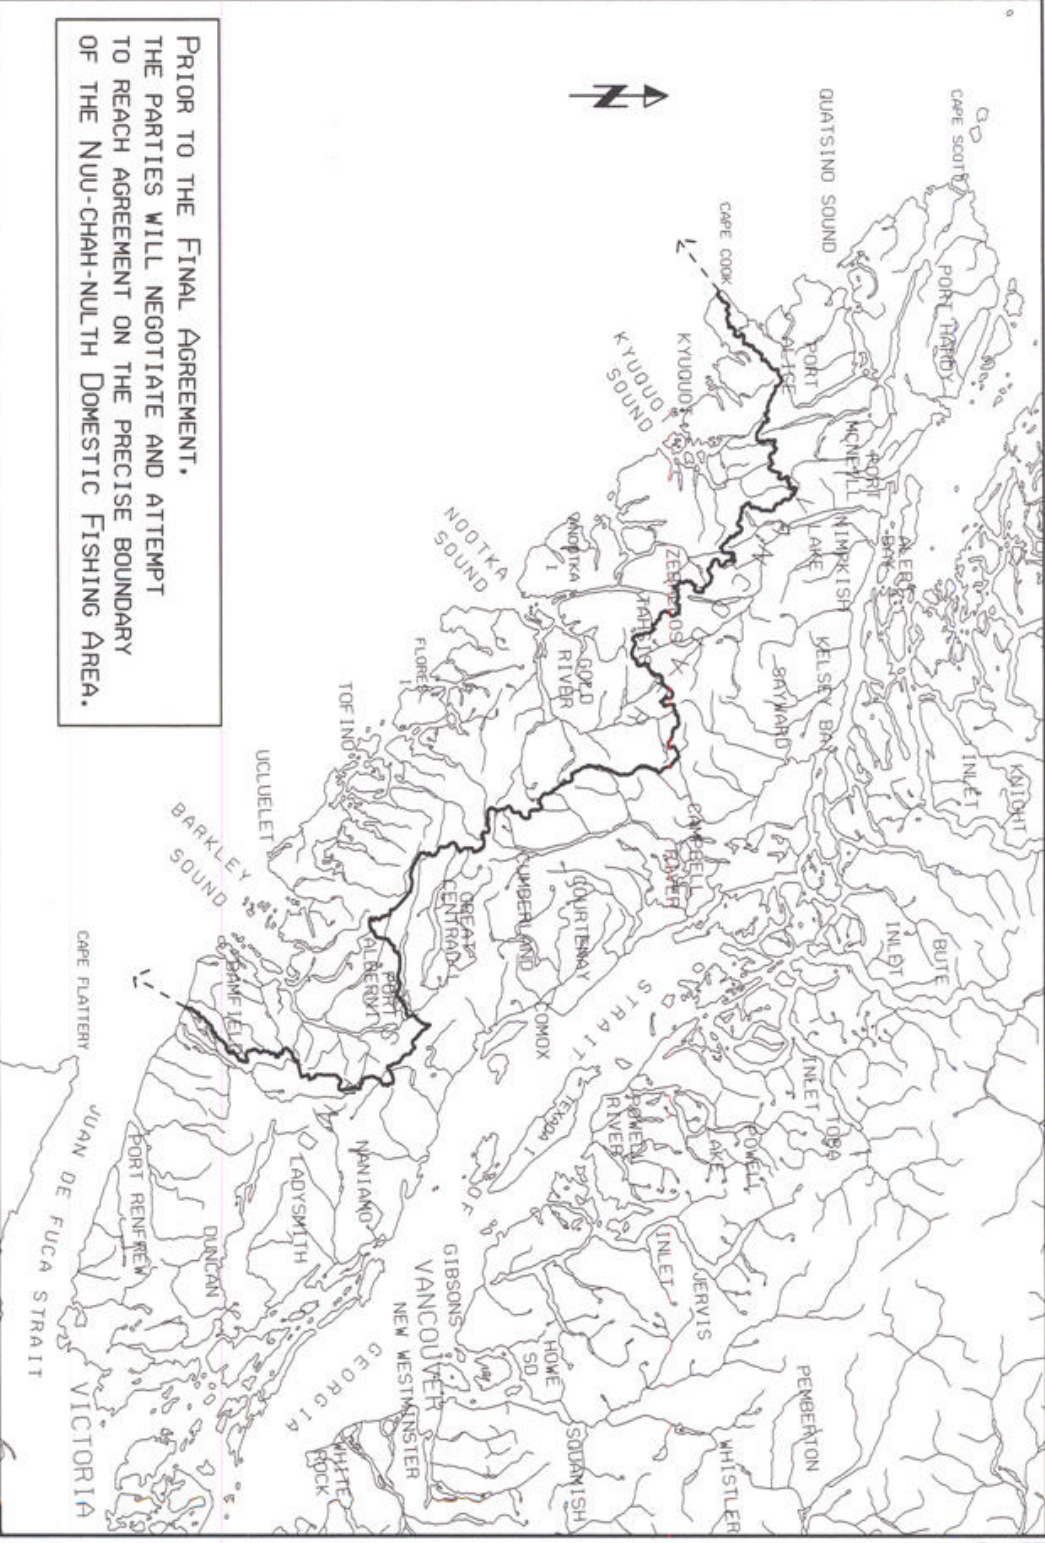 CAPE SCOTT
PORT HARDY
QUATSINO SOUND
PORT
ALICE
PORT
MCNEILL
ALERT
BAY
NIMPKISH
LAKE
CAPE COOK
KYUQUOT
KYUQUOT
SOUND
ZEBALLOS
TAHSIS
NOOTKA
I
NOOTKA
SOUND
GOLD
RIVER
KELSEY BAY
SAYWARD
KNIGHT
INLET
BUTE
INLET
TOBA
INLET
CAMPBELL
RIVER
COURTENAY
CUMBERLAND
COMOX
GREAT
CENTRAL L
FLORES
I
TOFINO
UCLUELET
BARKLEY
SOUND
PORT
ALBERNI
BAMFIELD
STRAIT
OF
GEORGIA
TEXADA I
POWELL
RIVER
POWELL
LAKE
JERVIS
INLET
PEMBERTON
WHISTLER
SQUAMISH
HOWE
SD
GIBSONS
VANCOUVER
NEW WESTMINSTER
WHITE
ROCK
NANIAMO
LADYSMITH
DUNCAN
PORT RENFREW
VICTORIA
CAPE FLATTERY
JUAN DE FUCA STRAIT
N
PRIOR TO THE FINAL AGREEMENT,
THE PARTIES WILL NEGOTIATE AND ATTEMPT
TO REACH AGREEMENT ON THE PRECISE BOUNDARY
OF THE NUU-CHAH-NULTH DOMESTIC FISHING AREA.